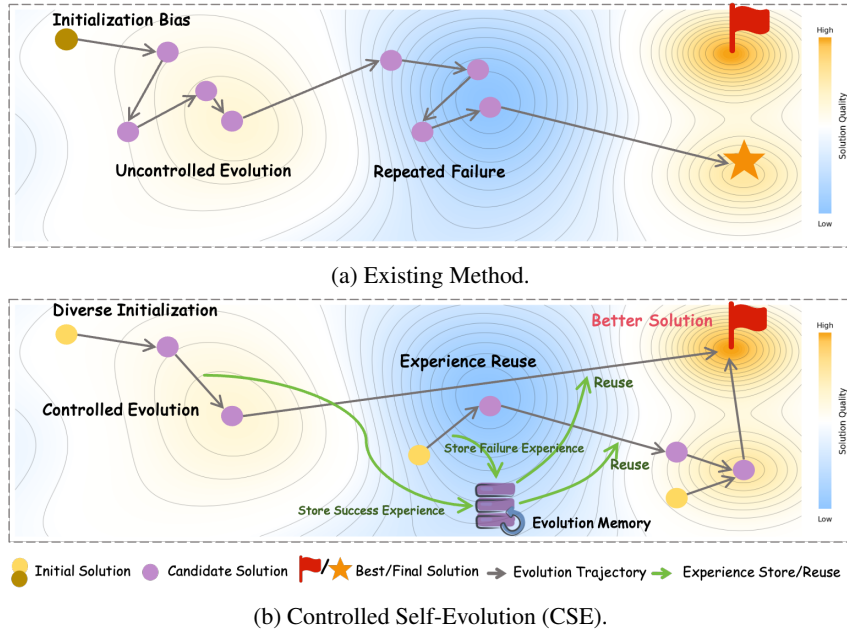 Initialization Bias
Uncontrolled Evolution
Repeated Failure
High
Solution Quality
Low
(a) Existing Method.
Diverse Initialization
Better Solution
High
Experience Reuse
Reuse
Controlled Evolution
Store Failure Experience
Reuse
Solution Quality
Store Success Experience
Evolution Memory
Low
Initial Solution
Candidate Solution
/
Best/Final Solution
Evolution Trajectory
Experience Store/Reuse
(b) Controlled Self-Evolution (CSE).